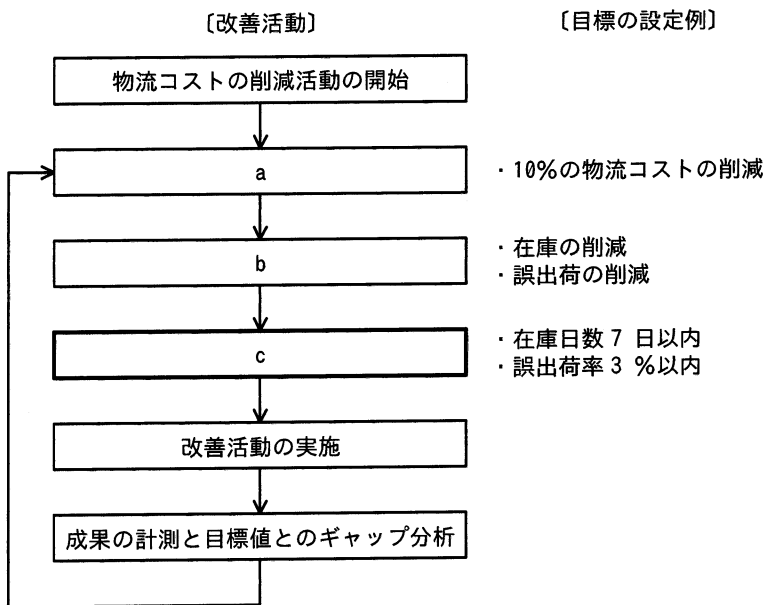 〔改善活動〕
〔目標の設定例〕
物流コストの削減活動の開始
a
・10%の物流コストの削減
b
・在庫の削減
・誤出荷の削減
c
・在庫日数7 日以内
・誤出荷率3 %以内
改善活動の実施
成果の計測と目標値とのギャップ分析